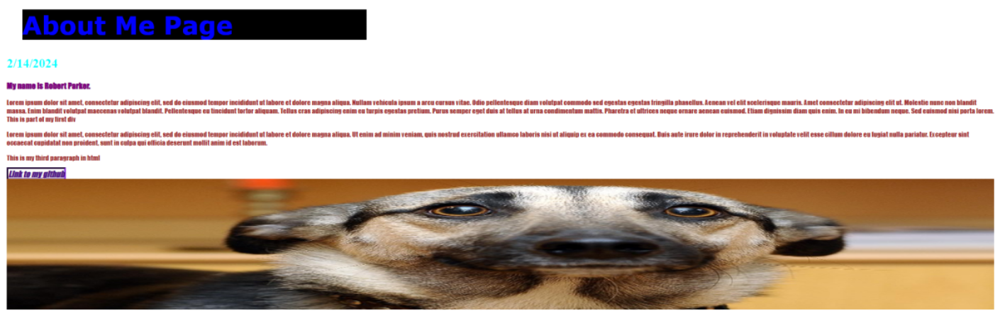 About Me Page
2/14/2024
My name is Robert Parker.
Lorem ipsum dolor sit amet, consectetur adipiscing elit, sed do eiusmod tempor incididunt ut labore et dolore magna aliqua. Nullam vehicula ipsum a arcu cursus vitae. Odio pellentesque diam volutpat commodo sed egestas egestas fringilla phasellus. Aenean vel elit scelerisque mauris. Amet consectetur adipiscing elit ut. Molestie nunc non blandit
massa. Enim blandit volutpat maecenas volutpat blandit. Pellentesque eu tincidunt tortor aliquam. Tellus cras adipiscing enim eu turpis egestas pretium. Purus semper eget duis at tellus at urna condimentum mattis. Pharetra et ultrices neque ornare aenean euismod. Etiam dignissim diam quis enim. In eu mi bibendum neque. Sed euismod nisi porta lorem.
This is part of my first div
Lorem ipsum dolor sit amet, consectetur adipiscing elit, sed do eiusmod tempor incididunt ut labore et dolore magna aliqua. Ut enim ad minim veniam, quis nostrud exercitation ullamco laboris nisi ut aliquip ex ea commodo consequat. Duis aute irure dolor in reprehenderit in voluptate velit esse cillum dolore eu fugiat nulla pariatur. Excepteur sint
occaecat cupidatat non proident, sunt in culpa qui officia deserunt mollit anim id est laborum.
This is my third paragraph in html
Link to my github